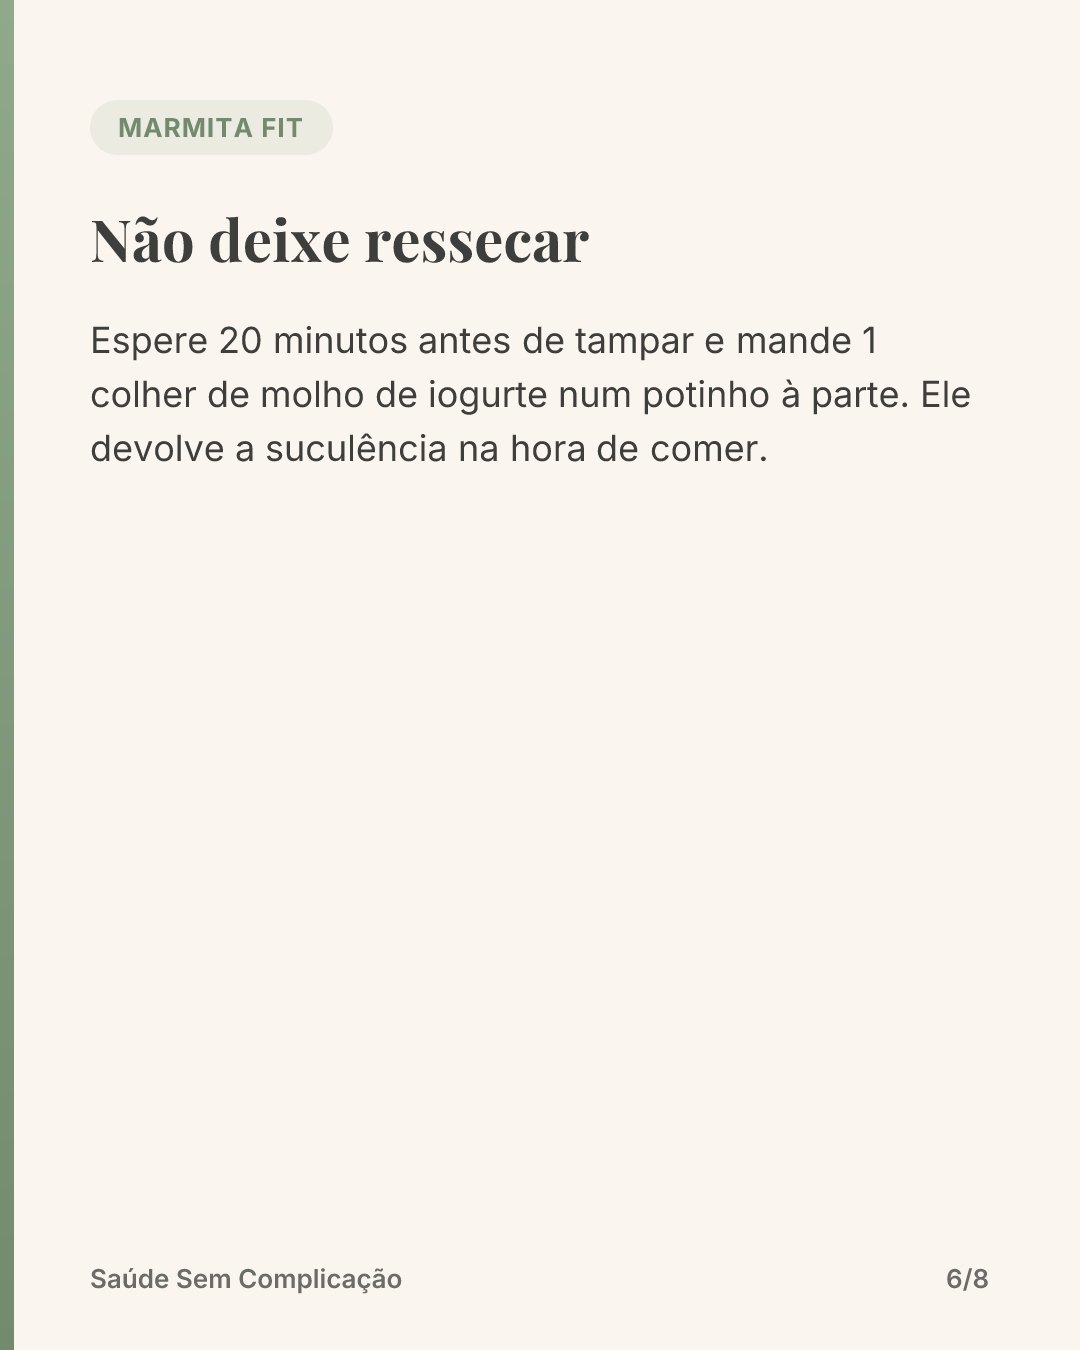 MARMITA FIT
Não deixe ressecar
Espere 20 minutos antes de tampar e mande 1
colher de molho de iogurte num potinho à parte. Ele
devolve a suculência na hora de comer.
Saúde Sem Complicação
6/8